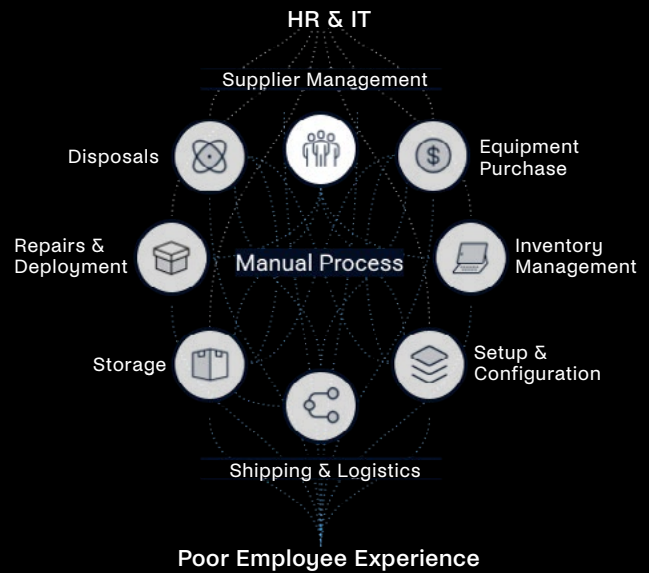 HR & IT
Supplier Management
Disposals
Equipment
Purchase
Repairs &
Deployment
Manual Process
Inventory
Management
Storage
Setup &
Configuration
Shipping & Logistics
Poor Employee Experience